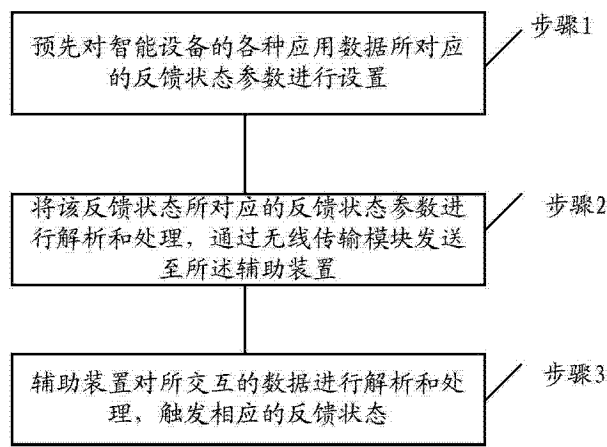 步骤1
预先对智能设备的各种应用数据所对应
的反馈状态参数进行设置
步骤2
将该反馈状态所对应的反馈状态参数进
行解析和处理，通过无线传输模块发送
至所述辅助装置
步骤3
辅助装置对所交互的数据进行解析和处
理，触发相应的反馈状态